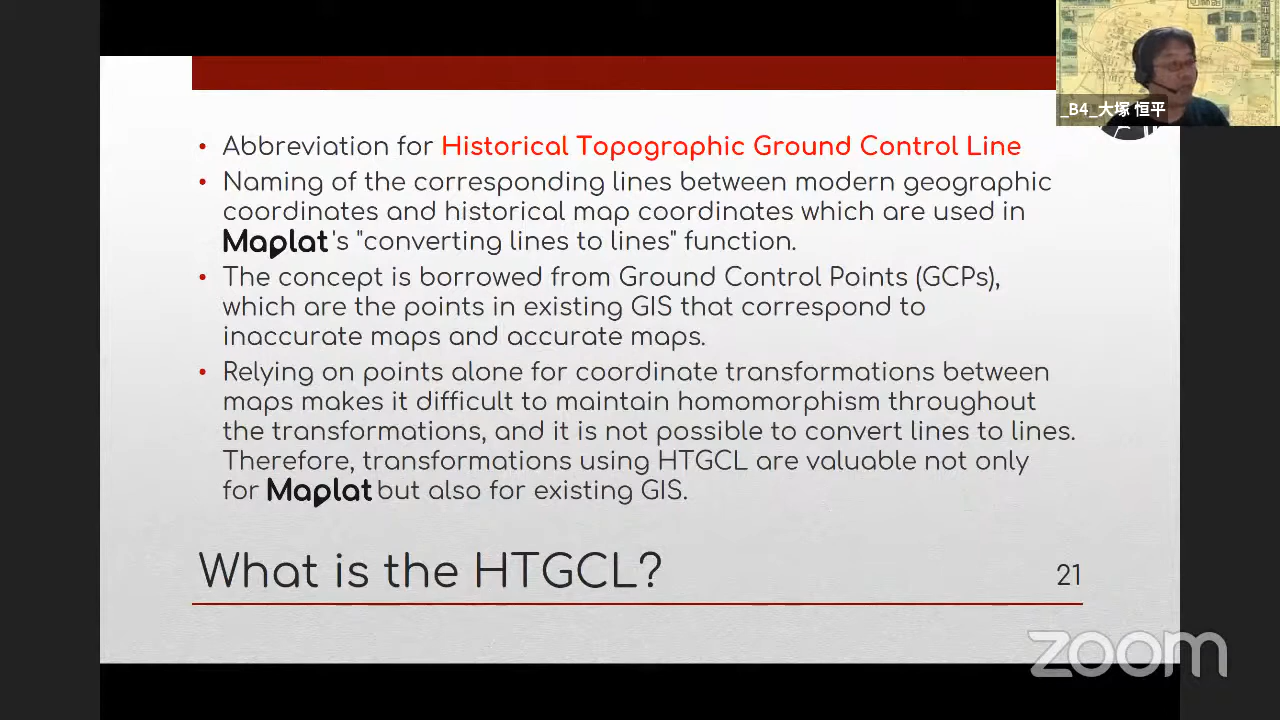 _B4_大塚 恒平
• Abbreviation for Historical Topographic Ground Control Line
• Naming of the corresponding lines between modern geographic
coordinates and historical map coordinates which are used in
Maplat's "converting lines to lines" function.
• The concept is borrowed from Ground Control Points (GCPs),
which are the points in existing GIS that correspond to
inaccurate maps and accurate maps.
• Relying on points alone for coordinate transformations between
maps makes it difficult to maintain homomorphism throughout
the transformations, and it is not possible to convert lines to lines.
Therefore, transformations using HTGCL are valuable not only
for Maplat but also for existing GIS.
What is the HTGCL?
21
zoom